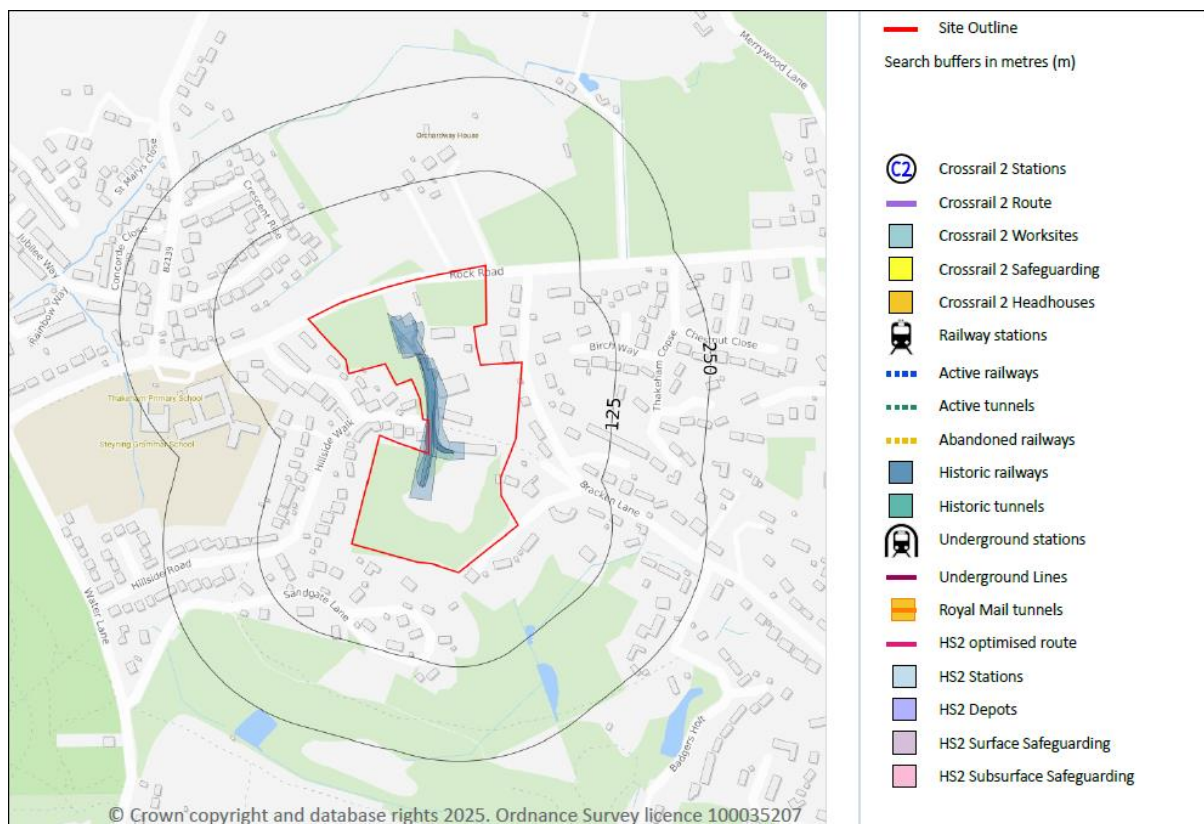 Merrywood Lane
Orchardway House
St Marys Close
Crescent Rise
Concorde Close
Jubilee Way
B2139
Rainbow Way
Rock Road
Birch Way
Chestnut Close
Thakeham Copse
250
125
Thakeham Primary School
Steyning Grammar School
Hillside Walk
Bracken Lane
Hillside Road
Sandgate Lane
Water Lane
Badgers Holt
© Crown copyright and database rights 2025. Ordnance Survey licence 100035207
Site Outline
Search buffers in metres (m)
C2
Crossrail 2 Stations
Crossrail 2 Route
Crossrail 2 Worksites
Crossrail 2 Safeguarding
Crossrail 2 Headhouses
Railway stations
Active railways
Active tunnels
Abandoned railways
Historic railways
Historic tunnels
Underground stations
Underground Lines
Royal Mail tunnels
HS2 optimised route
HS2 Stations
HS2 Depots
HS2 Surface Safeguarding
HS2 Subsurface Safeguarding